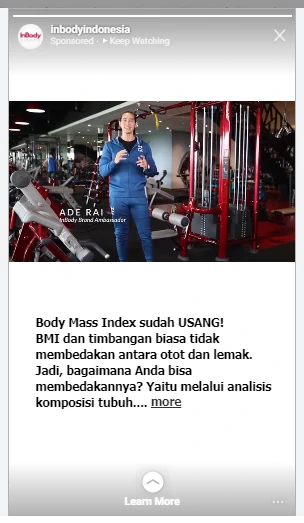 inbodyindonesia
Sponsored · ▶ Keep Watching
InBody
ADE RAI
InBody Brand Ambassador
Body Mass Index sudah USANG!
BMI dan timbangan biasa tidak
membedakan antara otot dan lemak.
Jadi, bagaimana Anda bisa
membedakannya? Yaitu melalui analisis
komposisi tubuh.... more
Learn More